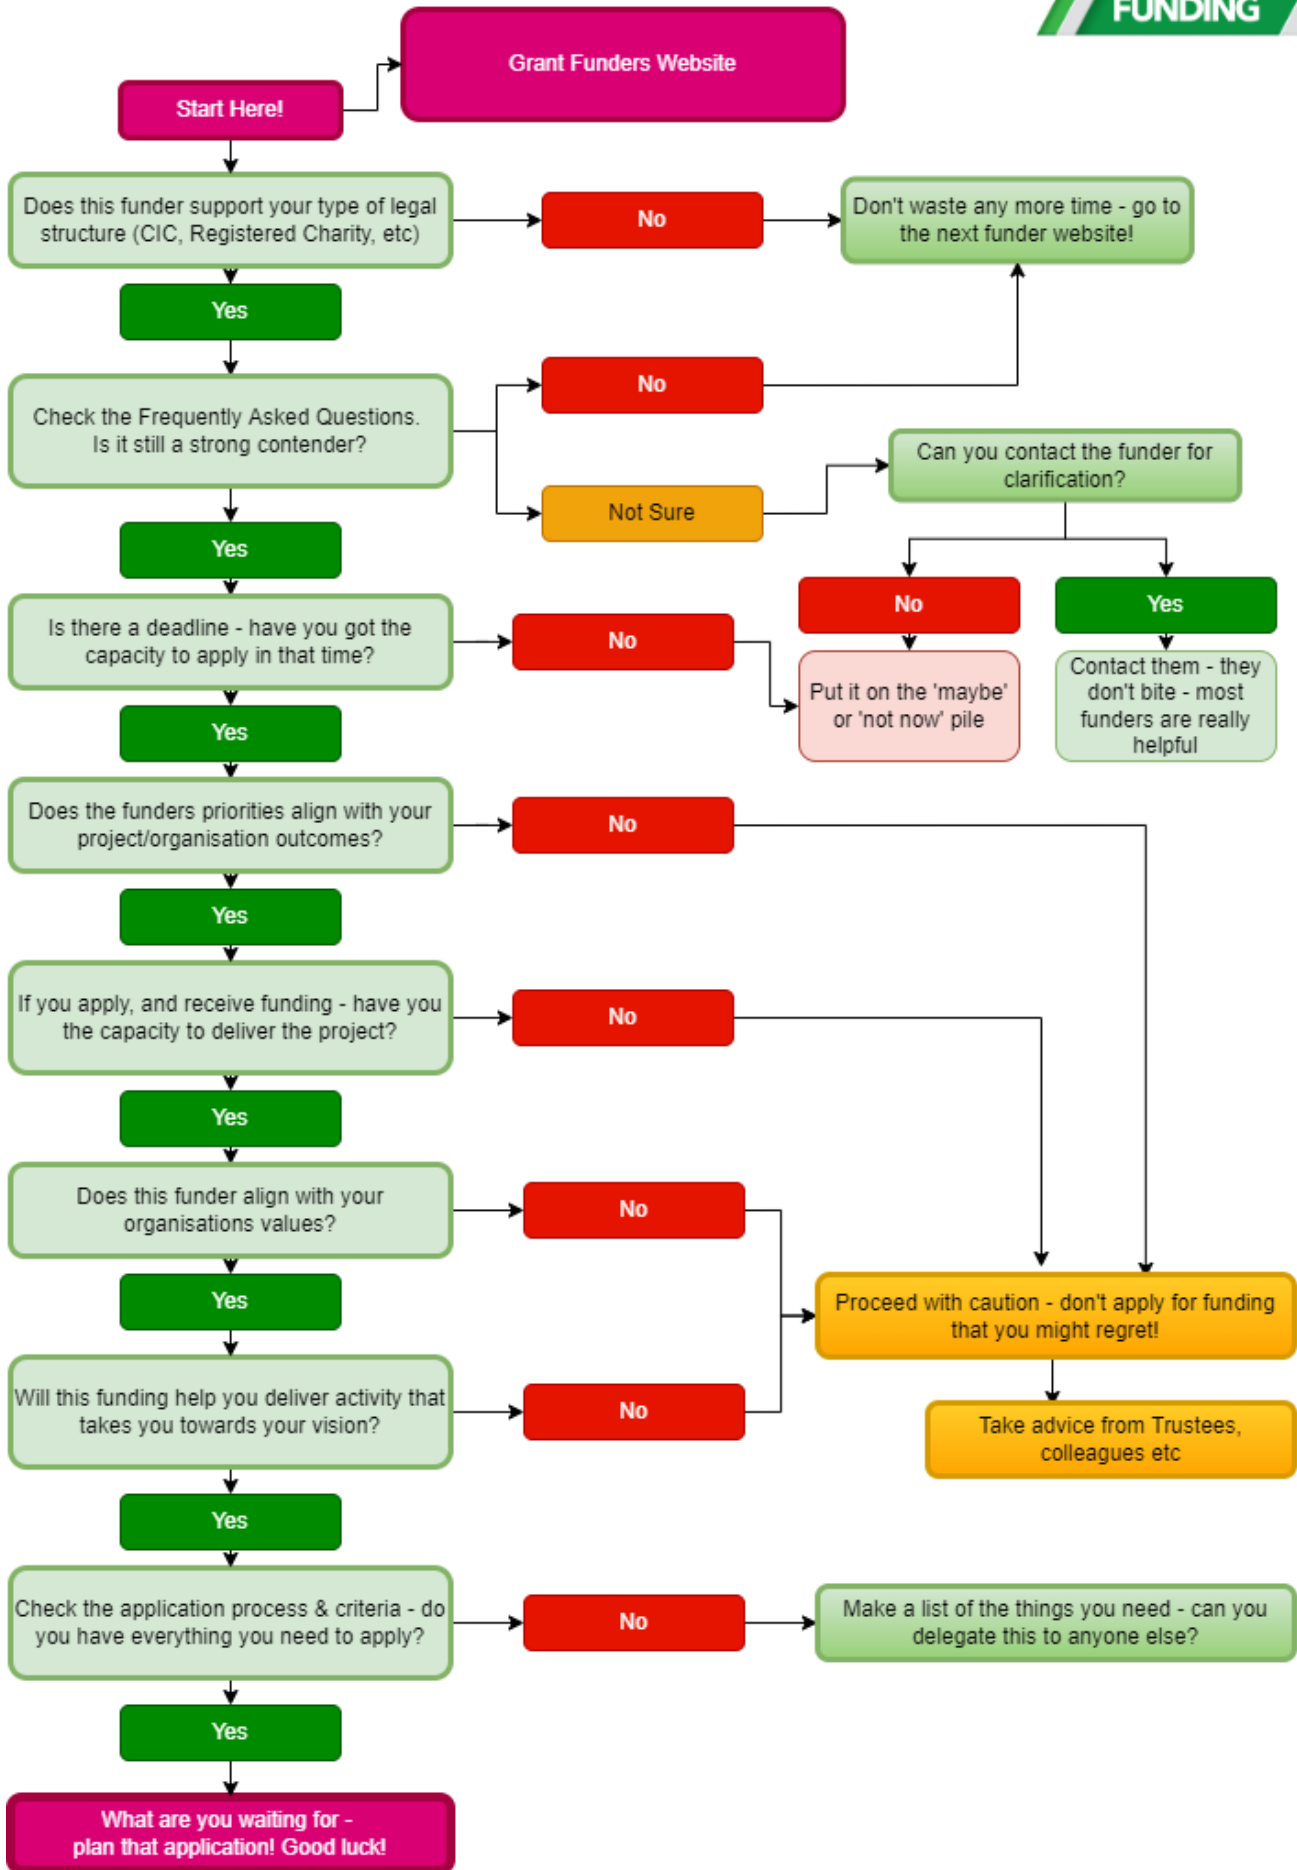 FUNDING
Grant Funders Website
Start Here!
Does this funder support your type of legal
structure (CIC, Registered Charity, etc)
No
Don't waste any more time - go to
the next funder website!
Yes
Check the Frequently Asked Questions.
Is it still a strong contender?
No
Not Sure
Can you contact the funder for
clarification?
No
Yes
Put it on the 'maybe'
or 'not now' pile
Contact them - they
don't bite - most
funders are really
helpful
Yes
Is there a deadline - have you got the
capacity to apply in that time?
No
Yes
Does the funders priorities align with your
project/organisation outcomes?
No
Yes
If you apply, and receive funding - have you
the capacity to deliver the project?
No
Yes
Does this funder align with your
organisations values?
No
Yes
Proceed with caution - don't apply for funding
that you might regret!
Will this funding help you deliver activity that
takes you towards your vision?
No
Take advice from Trustees,
colleagues etc
Yes
Check the application process & criteria - do
you have everything you need to apply?
No
Make a list of the things you need - can you
delegate this to anyone else?
Yes
What are you waiting for -
plan that application! Good luck!